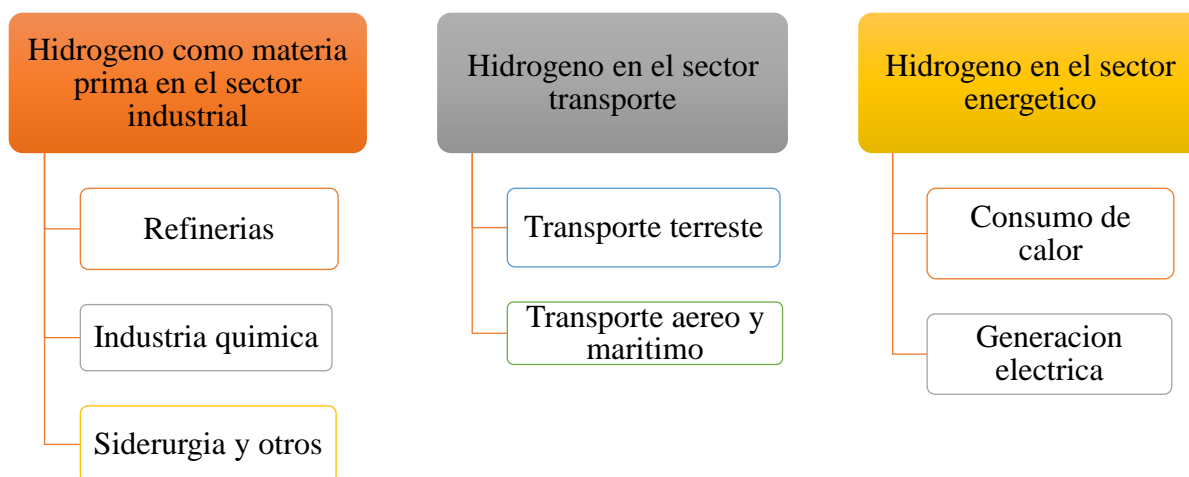 Hidrogeno como materia
prima en el sector
industrial
Refinerias
Industria quimica
Siderurgia y otros
Hidrogeno en el sector
transporte
Transporte terreste
Transporte aereo y
maritimo
Hidrogeno en el sector
energetico
Consumo de
calor
Generacion
electrica